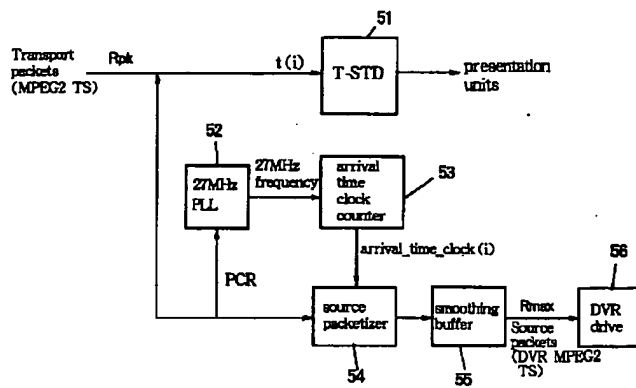 51
Transport
packets
(MPEG2 TS)
Rpk
t(i)
T-STD
presentation
units
52
27MHz
PLL
27MHz
frequency
arrival
time
clock
counter
53
arrival_time_clock(i)
PCR
source
packetizer
54
smoothing
buffer
55
Rmax
Source
packets
(DVR MPEG2
TS)
56
DVR
drive